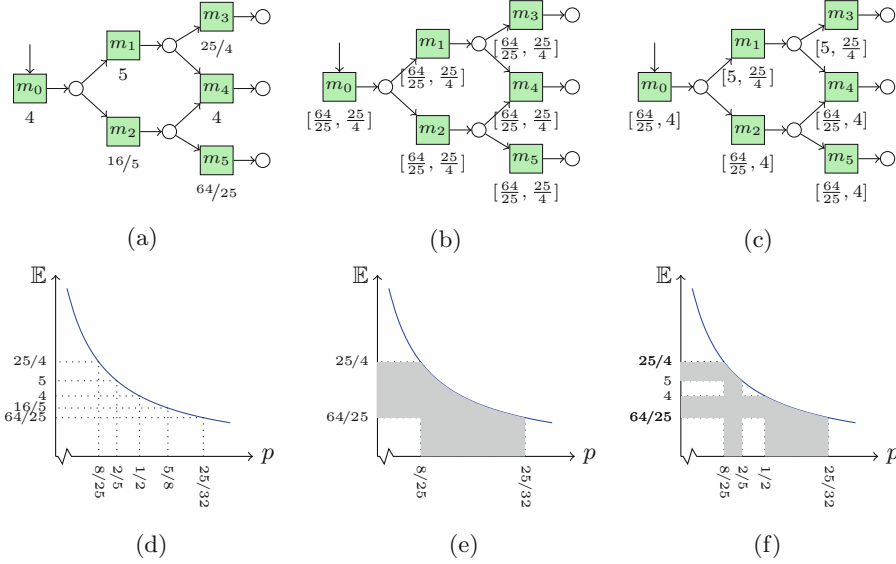 m₃
m₁
25/4
m₀
5
m₄
4
m₂
4
16/5
m₅
64/25
(a)
m₃
m₁
[64/25, 25/4]
m₀
[64/25, 25/4]
m₄
[64/25, 25/4]
m₂
[64/25, 25/4]
[64/25, 25/4]
m₅
[64/25, 25/4]
(b)
m₃
m₁
[5, 25/4]
m₀
[5, 25/4]
m₄
[64/25, 4]
m₂
[64/25, 4]
[64/25, 4]
m₅
[64/25, 4]
(c)
𝔼
25/4
5
4
16/5
64/25
p
8/25
2/5
1/2
5/8
25/32
(d)
𝔼
25/4
64/25
p
8/25
25/32
(e)
𝔼
25/4
5
4
64/25
p
8/25
2/5
1/2
25/32
(f)